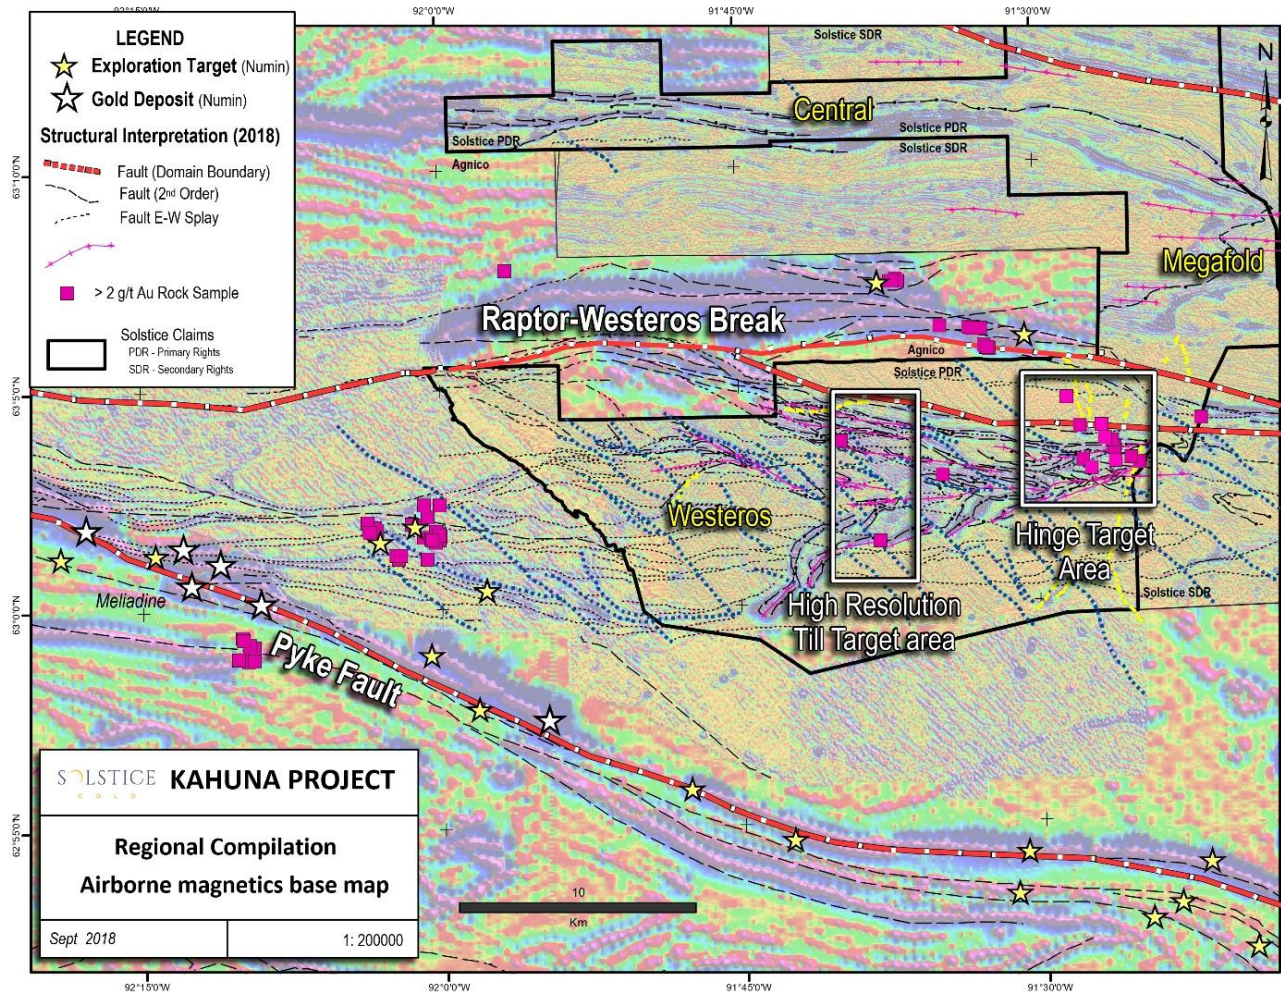 92°15'0"W
92°0'0"W
91°45'0"W
91°30'0"W
LEGEND
Exploration Target (Numin)
Gold Deposit (Numin)
Structural Interpretation (2018)
Fault (Domain Boundary)
Fault (2nd Order)
Fault E-W Splay
> 2 g/t Au Rock Sample
Solstice Claims
PDR - Primary Rights
SDR - Secondary Rights
N
Solstice SDR
Central
Solstice PDR
Agnico
Solstice PDR
Solstice SDR
63°10'0"N
Megafold
Raptor-Westeros Break
Agnico
Solstice PDR
63°5'0"N
Westeros
Hinge Target
Area
Solstice SDR
High Resolution
Till Target area
Meliadine
63°0'0"N
Pyke Fault
SOLSTICE
GOLD
KAHUNA PROJECT
Regional Compilation
Airborne magnetics base map
Sept 2018
1: 200000
62°55'0"N
10
Km
92°15'0"W
92°0'0"W
91°45'0"W
91°30'0"W